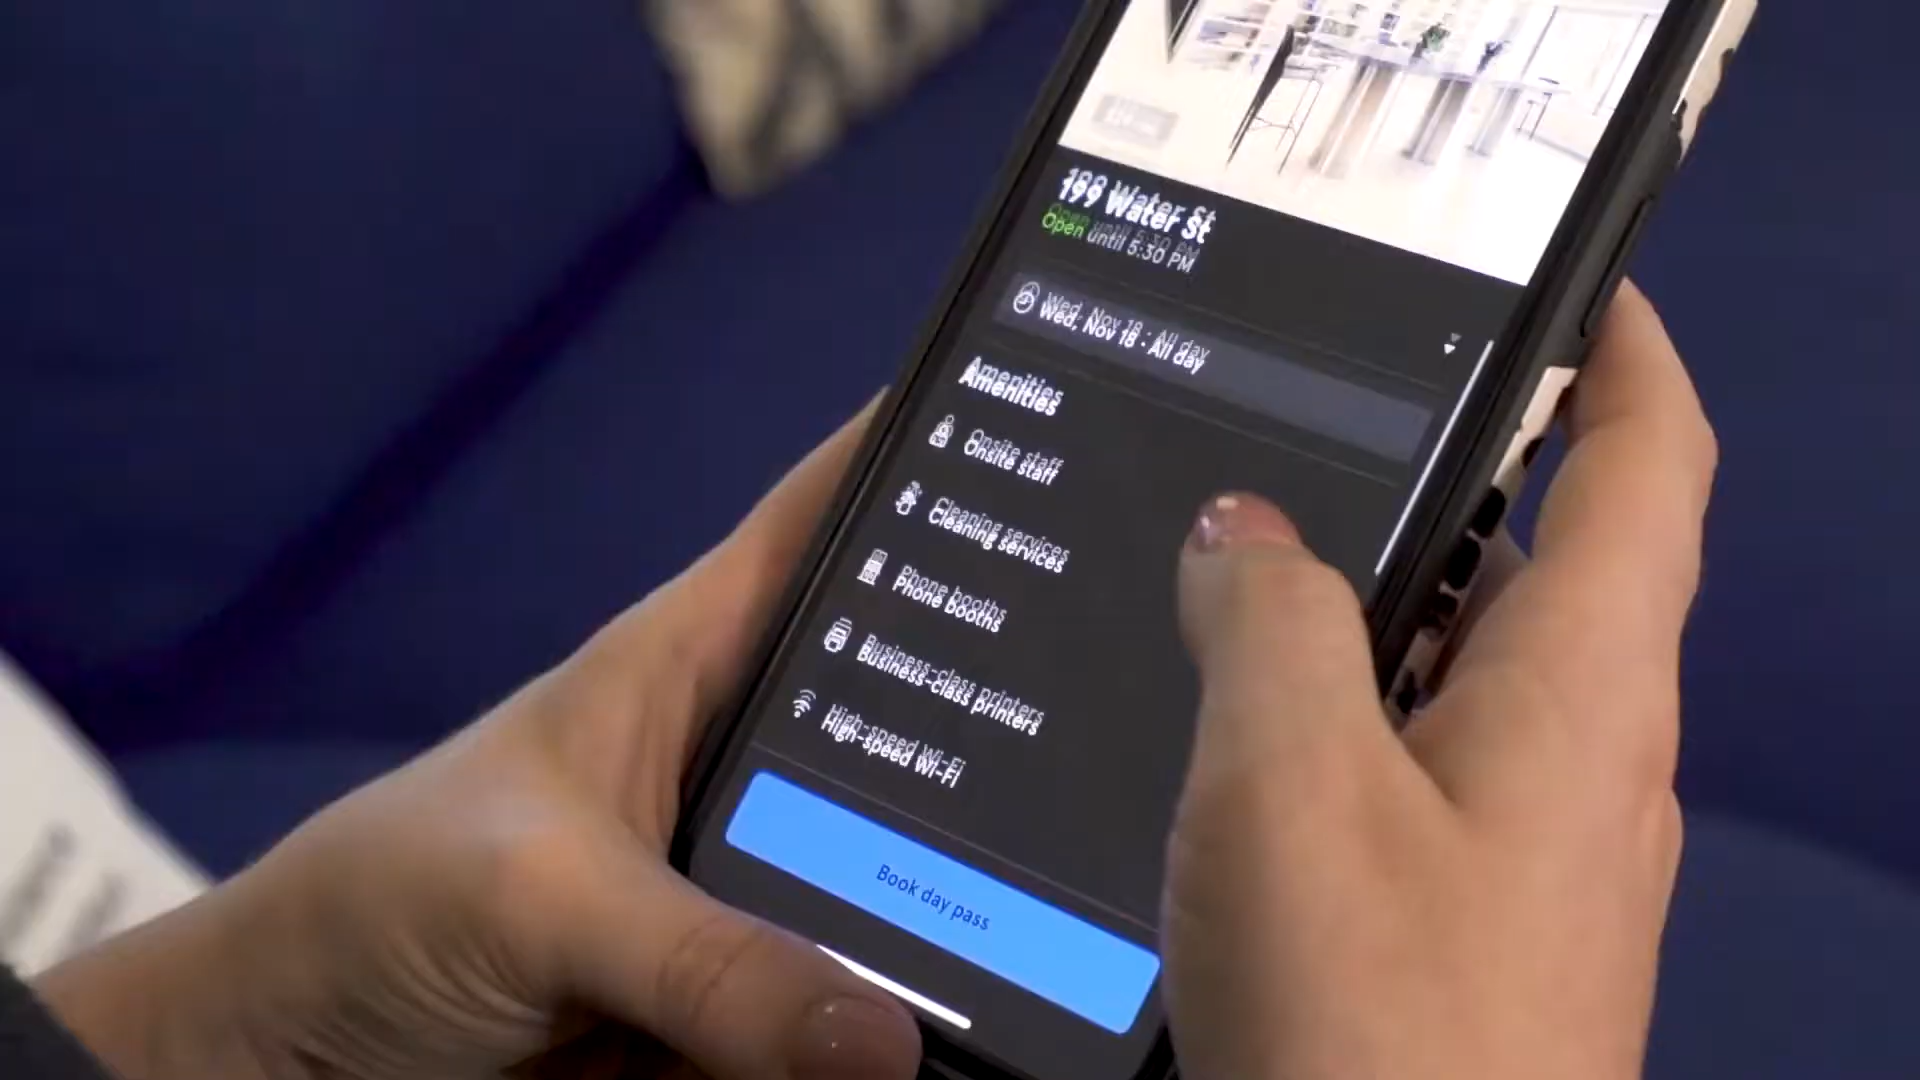 199 Water St
Open until 5:30 PM
Wed, Nov 18 · All day
Amenities
Onsite staff
Cleaning services
Phone booths
Business-class printers
High-speed Wi-Fi
Book day pass